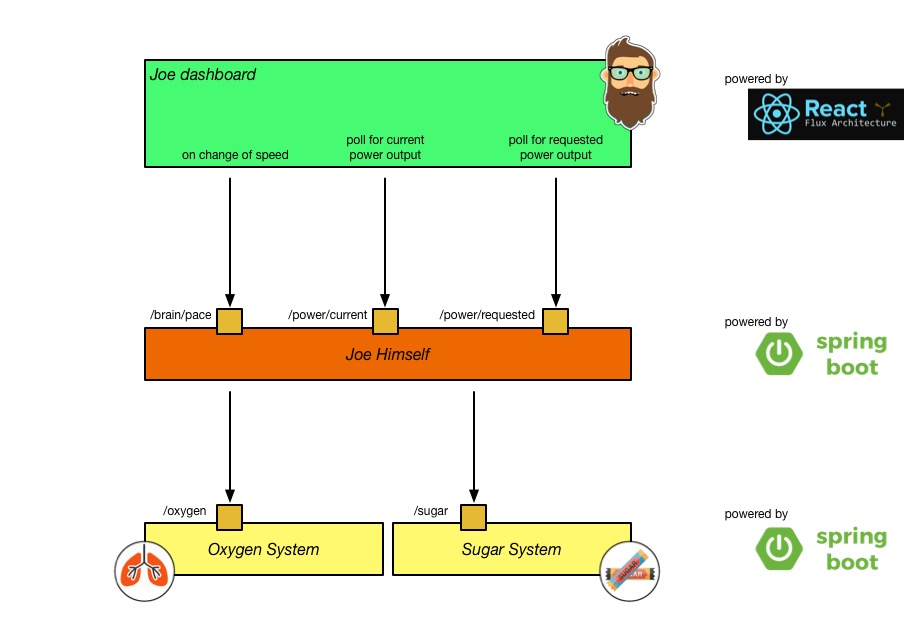 Joe dashboard
powered by
React
Flux Architecture
on change of speed
poll for current
power output
poll for requested
power output
/brain/pace
/power/current
/power/requested
Joe Himself
powered by
spring
boot
/oxygen
/sugar
Oxygen System
Sugar System
SUGAR
powered by
spring
boot